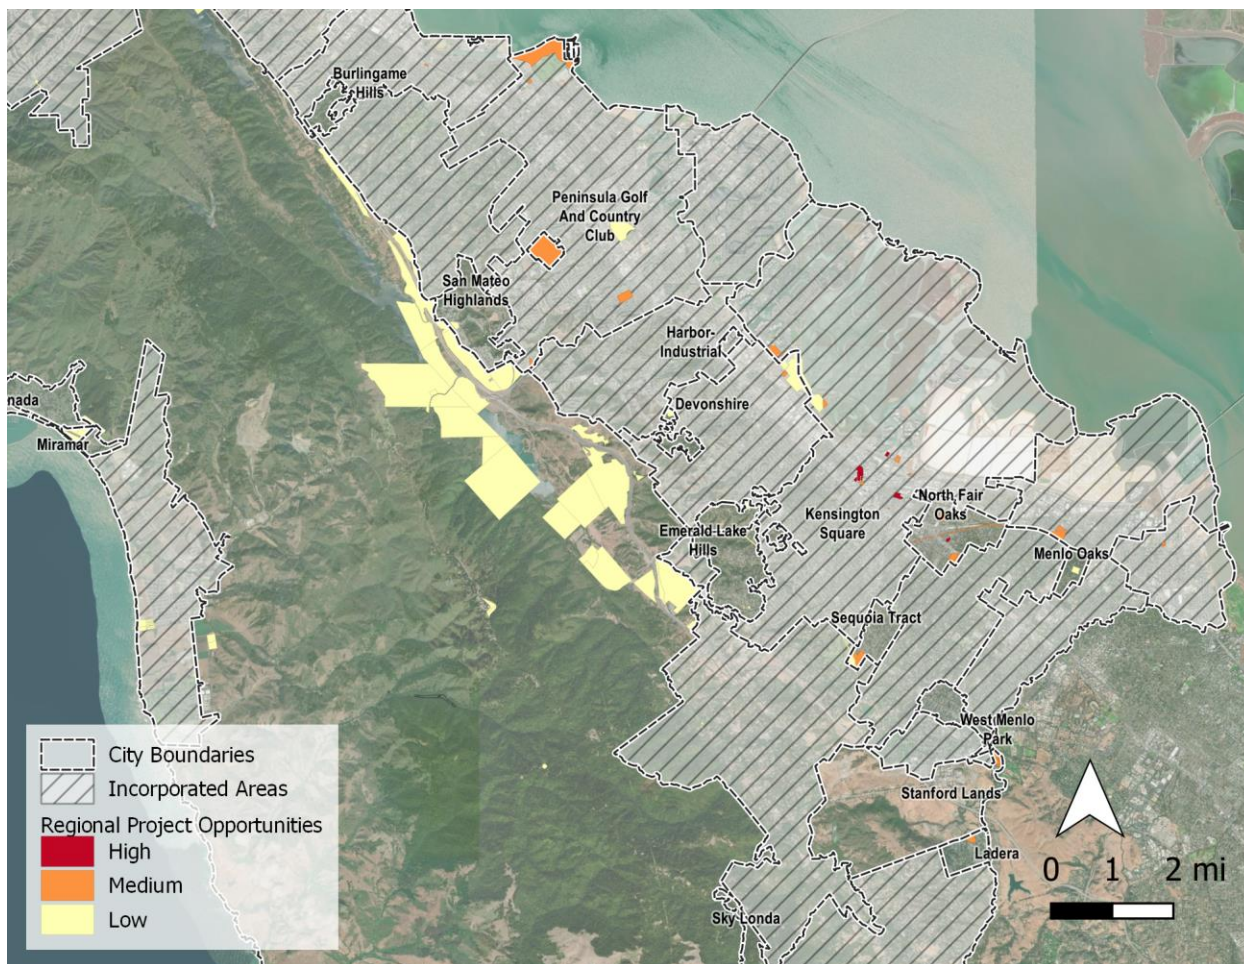 Burlingame
Hills
Peninsula Golf
And Country
Club
San Mateo
Highlands
Harbor-
Industrial
Devonshire
nada
Miramar
Emerald Lake
Hills
Kensington
Square
North Fair
Oaks
Menlo Oaks
Sequoia Tract
West Menlo
Park
Stanford Lands
Ladera
Sky Londa
City Boundaries
Incorporated Areas
Regional Project Opportunities
High
Medium
Low
0 1 2 mi